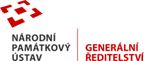 NÁRODNÍ
PAMÁTKOVÝ
ÚSTAV
GENERÁLNÍ
ŘEDITELSTVÍ